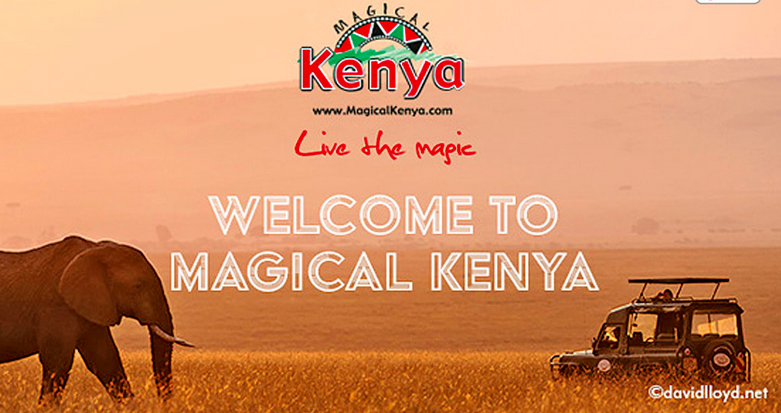 MAGICAL
Kenya
www.MagicalKenya.com
Live the magic
WELCOME TO
MAGICAL KENYA
©davidlloyd.net